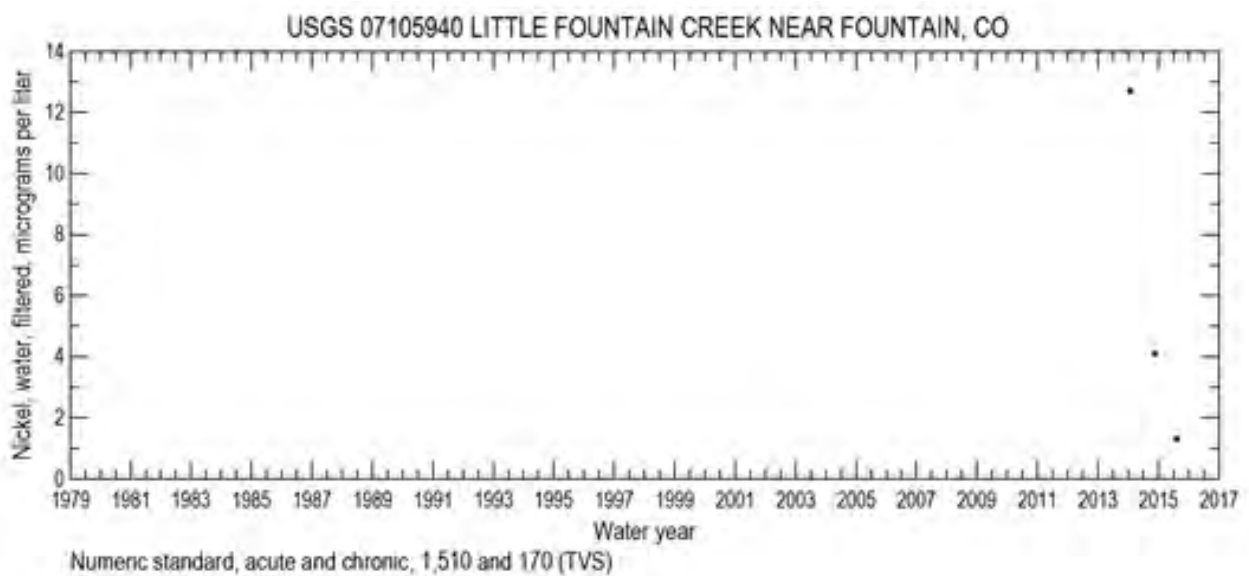 USGS 07105940 LITTLE FOUNTAIN CREEK NEAR FOUNTAIN, CO
Nickel, water, filtered, micrograms per liter
14
12
10
8
6
4
2
0
1979 1981 1983 1985 1987 1989 1991 1993 1995 1997 1999 2001 2003 2005 2007 2009 2011 2013 2015 2017
Water year
Numeric standard, acute and chronic, 1,510 and 170 (TVS)